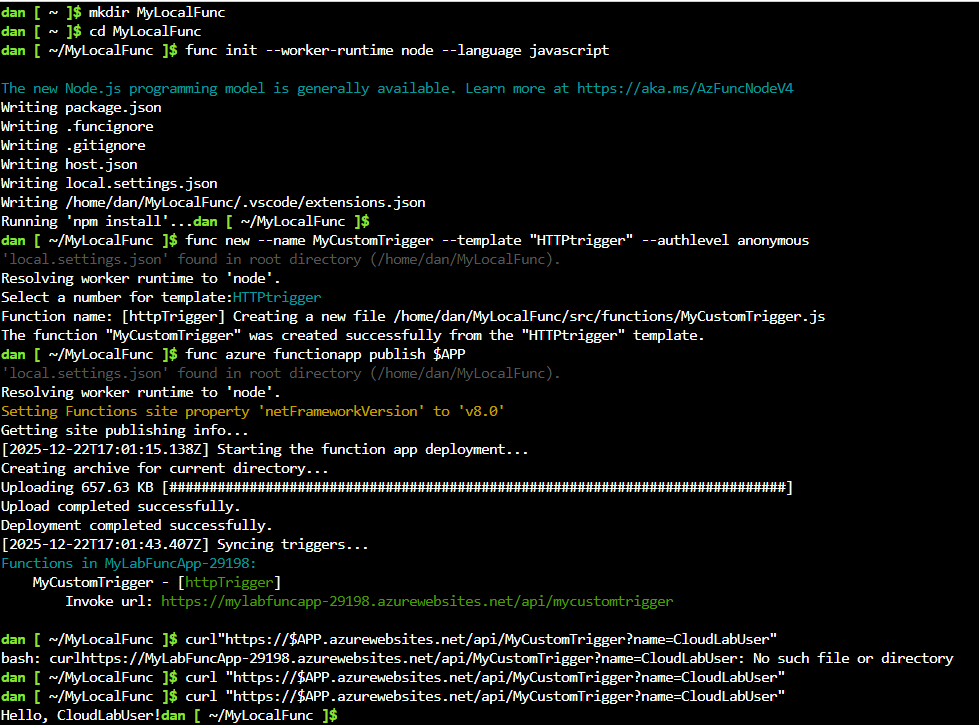 dan [ ~ ]$ mkdir MyLocalFunc
dan [ ~ ]$ cd MyLocalFunc
dan [ ~/MyLocalFunc ]$ func init --worker-runtime node --language javascript
The new Node.js programming model is generally available. Learn more at https://aka.ms/AzFuncNodeV4
Writing package.json
Writing .funcignore
Writing .gitignore
Writing host.json
Writing local.settings.json
Writing /home/dan/MyLocalFunc/.vscode/extensions.json
Running 'npm install'...dan [ ~/MyLocalFunc ]$
dan [ ~/MyLocalFunc ]$ func new --name MyCustomTrigger --template "HTTPtrigger" --authlevel anonymous
'local.settings.json' found in root directory (/home/dan/MyLocalFunc).
Resolving worker runtime to 'node'.
Select a number for template:HTTPtrigger
Function name: [httpTrigger] Creating a new file /home/dan/MyLocalFunc/src/functions/MyCustomTrigger.js
The function "MyCustomTrigger" was created successfully from the "HTTPtrigger" template.
dan [ ~/MyLocalFunc ]$ func azure functionapp publish $APP
'local.settings.json' found in root directory (/home/dan/MyLocalFunc).
Resolving worker runtime to 'node'.
Setting Functions site property 'netFrameworkVersion' to 'v8.0'
Getting site publishing info...
[2025-12-22T17:01:15.138Z] Starting the function app deployment...
Creating archive for current directory...
Uploading 657.63 KB [#############################################################################]
Upload completed successfully.
Deployment completed successfully.
[2025-12-22T17:01:43.407Z] Syncing triggers...
Functions in MyLabFuncApp-29198:
MyCustomTrigger - [httpTrigger]
Invoke url: https://mylabfuncapp-29198.azurewebsites.net/api/mycustomtrigger
dan [ ~/MyLocalFunc ]$ curl"https://$APP.azurewebsites.net/api/MyCustomTrigger?name=CloudLabUser"
bash: curlhttps://MyLabFuncApp-29198.azurewebsites.net/api/MyCustomTrigger?name=CloudLabUser: No such file or directory
dan [ ~/MyLocalFunc ]$ curl "https://$APP.azurewebsites.net/api/MyCustomTrigger?name=CloudLabUser"
dan [ ~/MyLocalFunc ]$ curl "https://$APP.azurewebsites.net/api/MyCustomTrigger?name=CloudLabUser"
Hello, CloudLabUser!dan [ ~/MyLocalFunc ]$